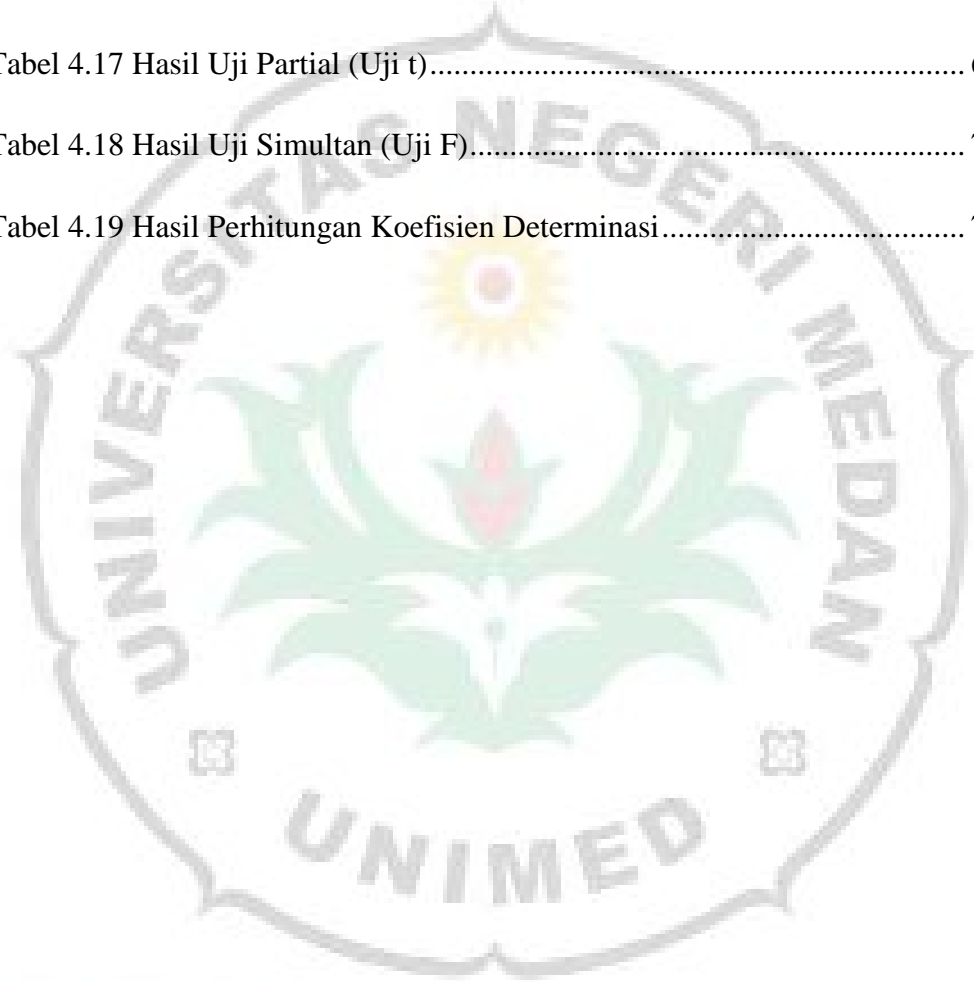 Tabel 4.17 Hasil Uji Partial (Uji t)
Tabel 4.18 Hasil Uji Simultan (Uji F)
Tabel 4.19 Hasil Perhitungan Koefisien Determinasi
UNIVERSITAS NEGERI MEDAN
UNIMED